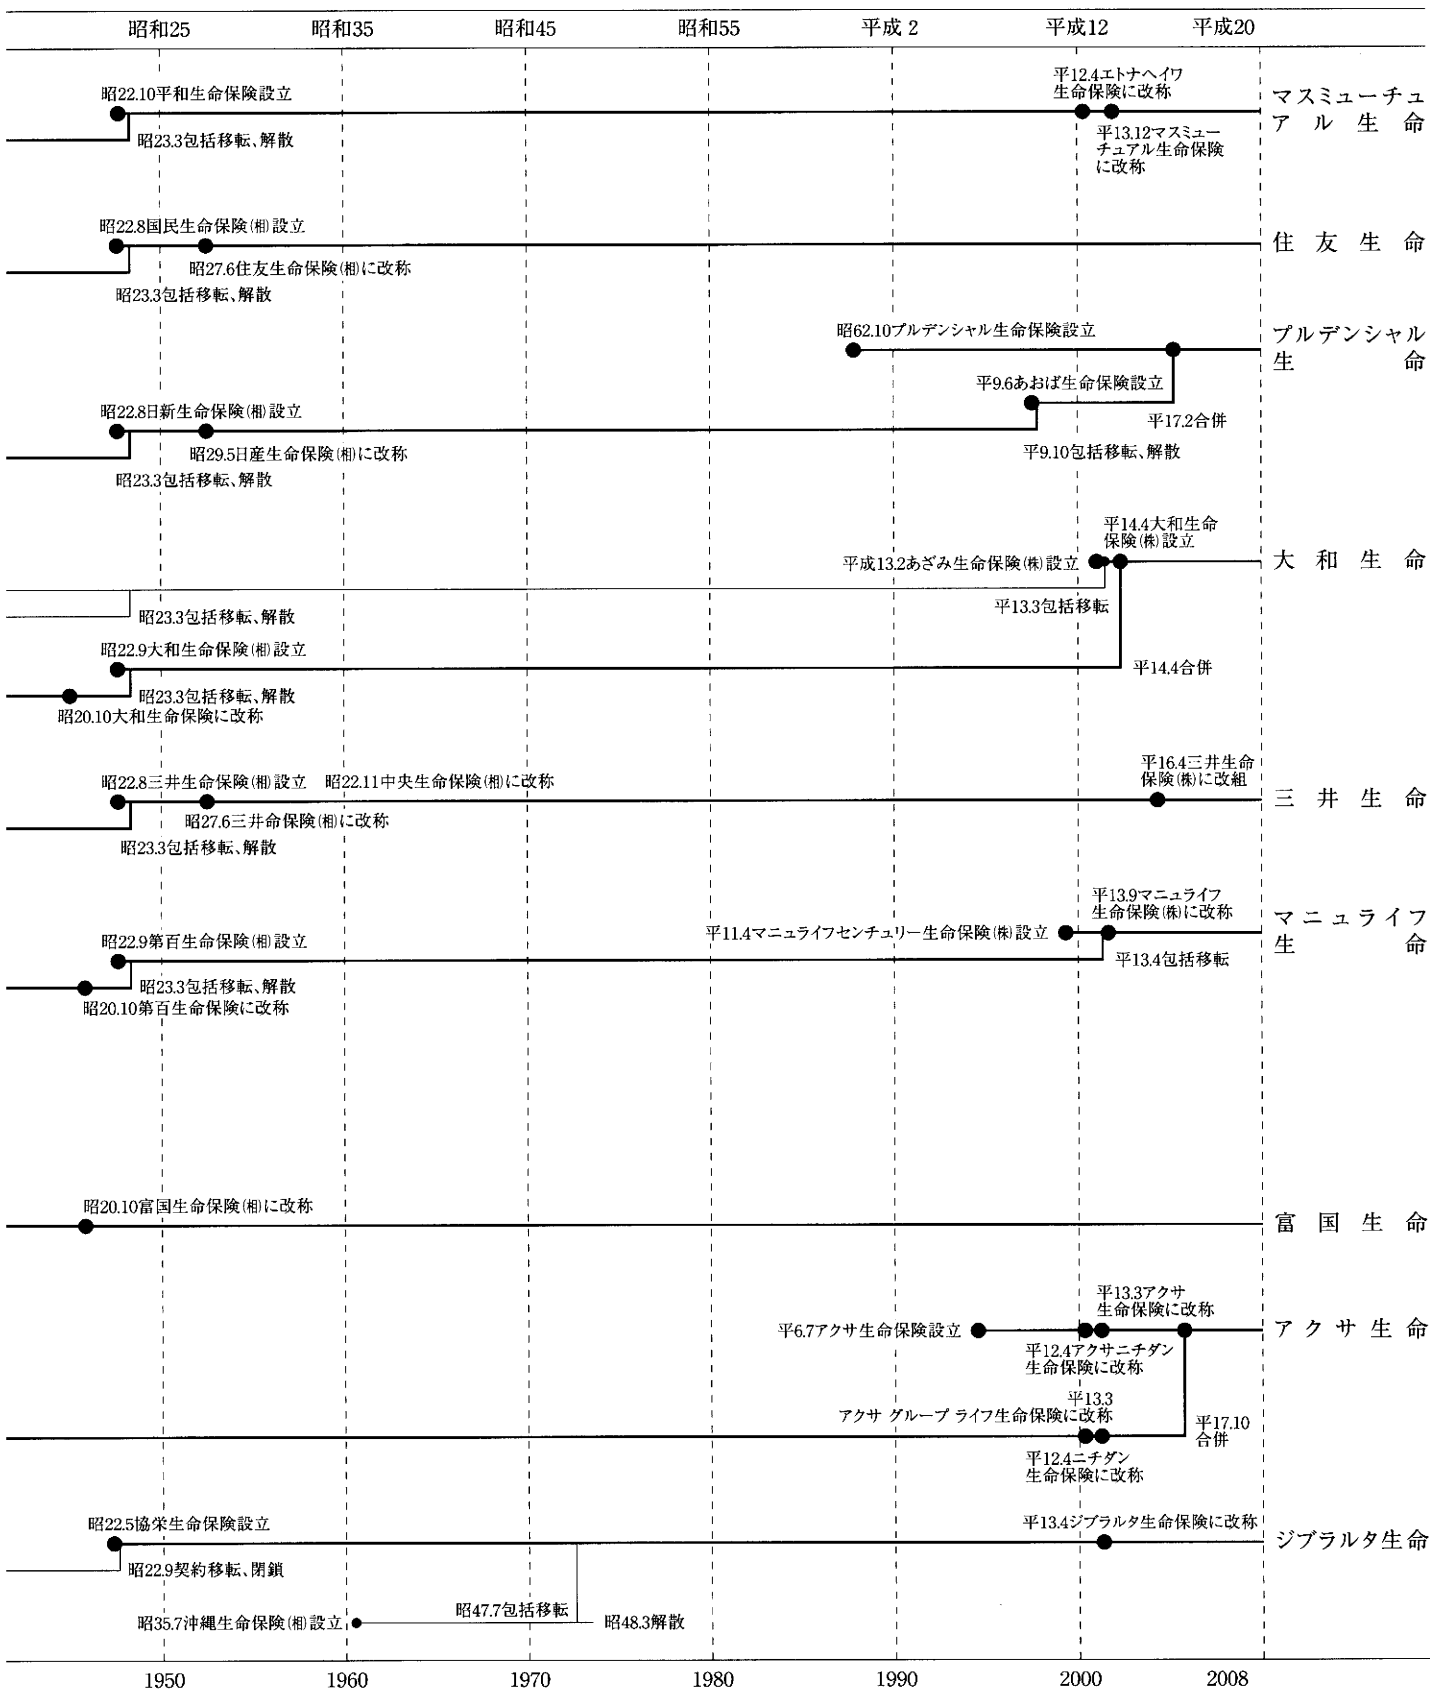 昭和25 昭和35 昭和45 昭和55 平成2 平成12 平成20
昭22.10平和生命保険設立
昭23.3包括移転、解散
平12.4エトナヘイワ
生命保険に改称
平13.12マスミュー
チュアル生命保険
に改称
マスミューチュ
アル生命
昭22.8国民生命保険(相)設立
昭27.6住友生命保険(相)に改称
昭23.3包括移転、解散
住友生命
昭62.10プルデンシャル生命保険設立
プルデンシャル
生命
平9.6あおば生命保険設立
平17.2合併
昭22.8日新生命保険(相)設立
昭29.5日産生命保険(相)に改称
平9.10包括移転、解散
昭23.3包括移転、解散
平14.4大和生命
保険(株)設立
平成13.2あざみ生命保険(株)設立
大和生命
平13.3包括移転
昭23.3包括移転、解散
昭22.9大和生命保険(相)設立
平14.4合併
昭23.3包括移転、解散
昭20.10大和生命保険に改称
昭22.8三井生命保険(相)設立
昭22.11中央生命保険(相)に改称
平16.4三井生命
保険(株)に改組
三井生命
昭27.6三井命保険(相)に改称
昭23.3包括移転、解散
平13.9マニュライフ
生命保険(株)に改称
マニュライフ
生命
平11.4マニュライフセンチュリー生命保険(株)設立
昭22.9第百生命保険(相)設立
平13.4包括移転
昭23.3包括移転、解散
昭20.10第百生命保険に改称
昭20.10富国生命保険(相)に改称
富国生命
平13.3アクサ
生命保険に改称
平6.7アクサ生命保険設立
アクサ生命
平12.4アクサニチダン
生命保険に改称
平13.3
アクサ グループ ライフ生命保険に改称
平17.10
合併
平12.4ニチダン
生命保険に改称
昭22.5協栄生命保険設立
平13.4ジブラルタ生命保険に改称
ジブラルタ生命
昭22.9契約移転、閉鎖
昭47.7包括移転
昭35.7沖縄生命保険(相)設立
昭48.3解散
1950 1960 1970 1980 1990 2000 2008